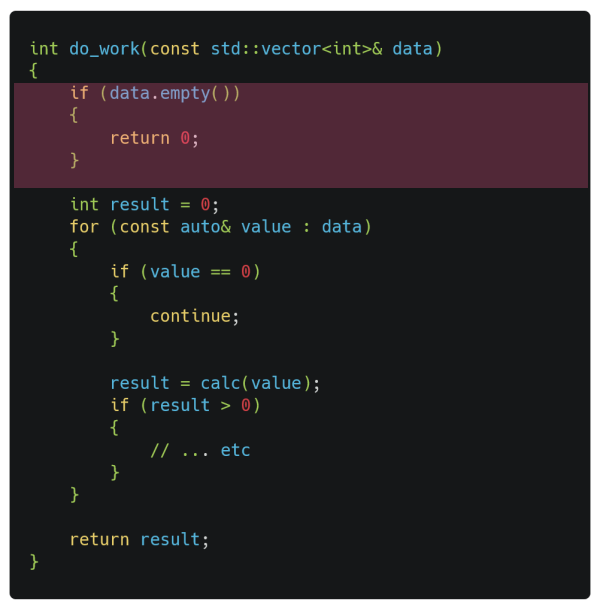 int do_work(const std::vector<int>& data)
{
    if (data.empty())
    {
        return 0;
    }

    int result = 0;
    for (const auto& value : data)
    {
        if (value == 0)
        {
            continue;
        }

        result = calc(value);
        if (result > 0)
        {
            // ... etc
        }
    }

    return result;
}